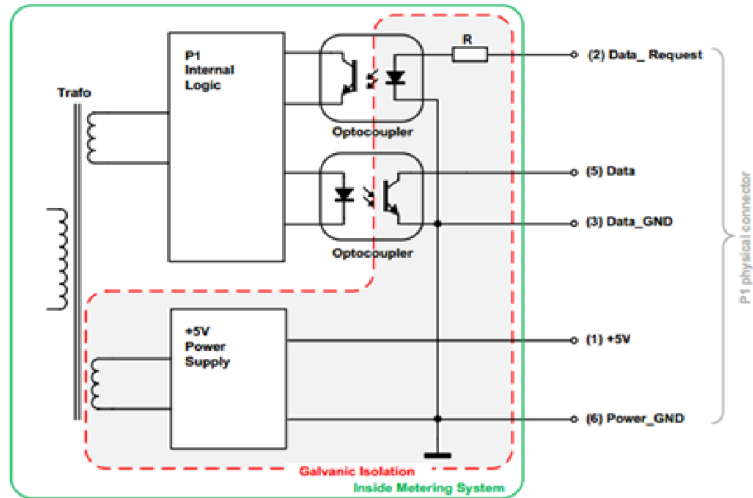 P1
Internal
Logic
R
(2) Data_ Request
Trafo
Optocoupler
(5) Data
(3) Data_GND
Optocoupler
P1 physical connector
+5V
Power
Supply
(1) +5V
(6) Power_GND
Galvanic Isolation
Inside Metering System